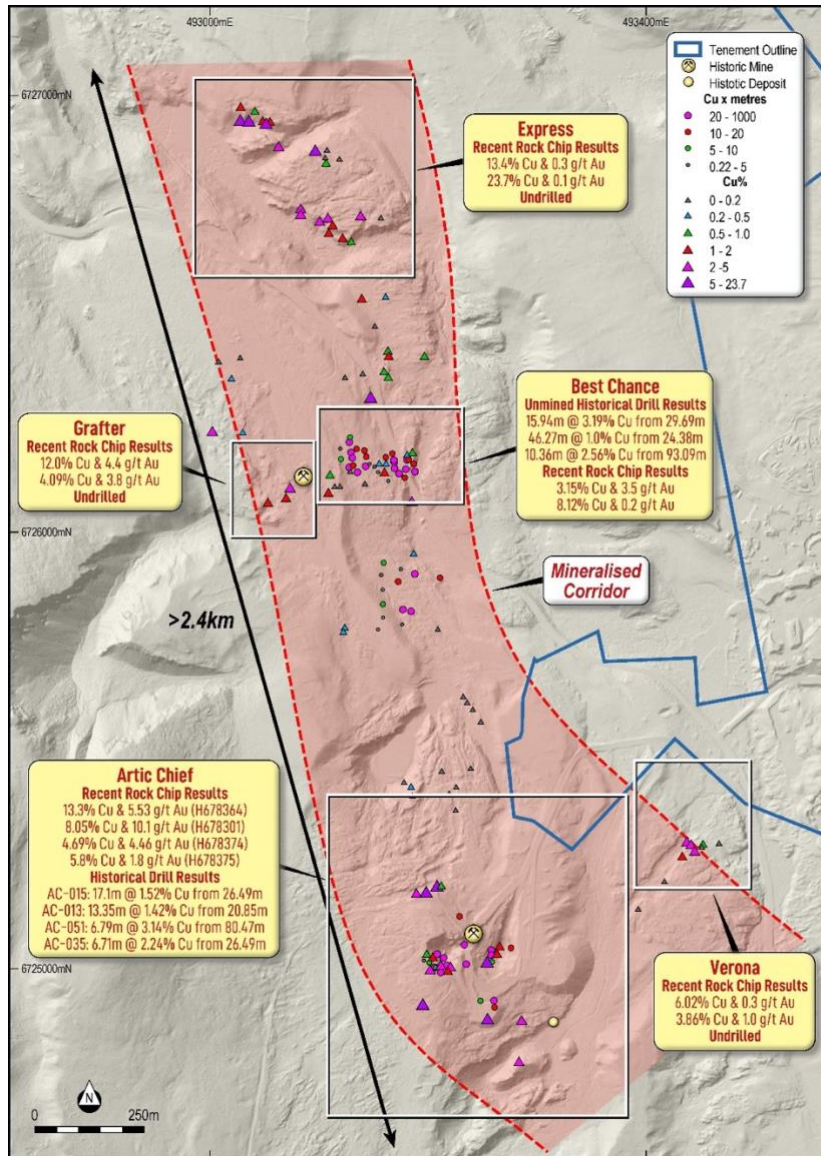 493000mE
493400mE
6727000mN
6726000mN
6725000mN
Tenement Outline
Historic Mine
Histotic Deposit
Cu x metres
20 - 1000
10 - 20
5 - 10
0.22 - 5
Cu%
0 - 0.2
0.2 - 0.5
0.5 - 1.0
1 - 2
2 -5
5 - 23.7
Express
Recent Rock Chip Results
13.4% Cu & 0.3 g/t Au
23.7% Cu & 0.1 g/t Au
Undrilled
Best Chance
Unmined Historical Drill Results
15.94m @ 3.19% Cu from 29.69m
46.27m @ 1.0% Cu from 24.38m
10.36m @ 2.56% Cu from 93.09m
Recent Rock Chip Results
3.15% Cu & 3.5 g/t Au
8.12% Cu & 0.2 g/t Au
Grafter
Recent Rock Chip Results
12.0% Cu & 4.4 g/t Au
4.09% Cu & 3.8 g/t Au
Undrilled
Mineralised
Corridor
>2.4km
Artic Chief
Recent Rock Chip Results
13.3% Cu & 5.53 g/t Au (H678364)
8.05% Cu & 10.1 g/t Au (H678301)
4.69% Cu & 4.46 g/t Au (H678374)
5.8% Cu & 1.8 g/t Au (H678375)
Historical Drill Results
AC-015: 17.1m @ 1.52% Cu from 26.49m
AC-013: 13.35m @ 1.42% Cu from 20.85m
AC-051: 6.79m @ 3.14% Cu from 80.47m
AC-035: 6.71m @ 2.24% Cu from 26.49m
Verona
Recent Rock Chip Results
6.02% Cu & 0.3 g/t Au
3.86% Cu & 1.0 g/t Au
Undrilled
N
0 250m